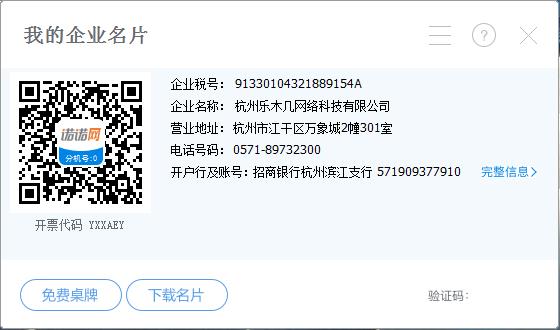 我的企业名片
?
企业税号： 91330104321889154A
企业名称： 杭州乐木几网络科技有限公司
营业地址： 杭州市江干区万象城2幢301室
电话号码： 0571-89732300
开户行及账号： 招商银行杭州滨江支行 571909377910 完整信息
诺诺网
分机号:0
开票代码 YXXAEY
免费桌牌 下载名片 验证码：